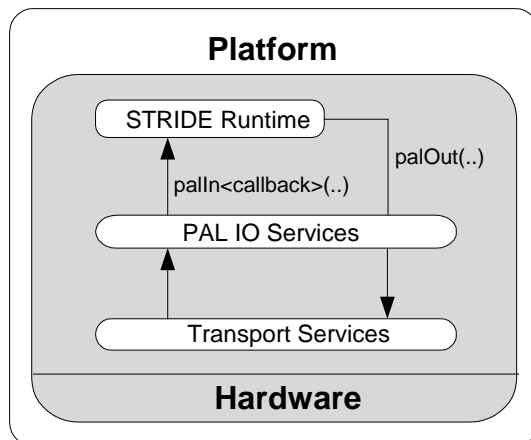 Platform
STRIDE Runtime
palOut(..)
palIn<callback>(..)
PAL IO Services
Transport Services
Hardware